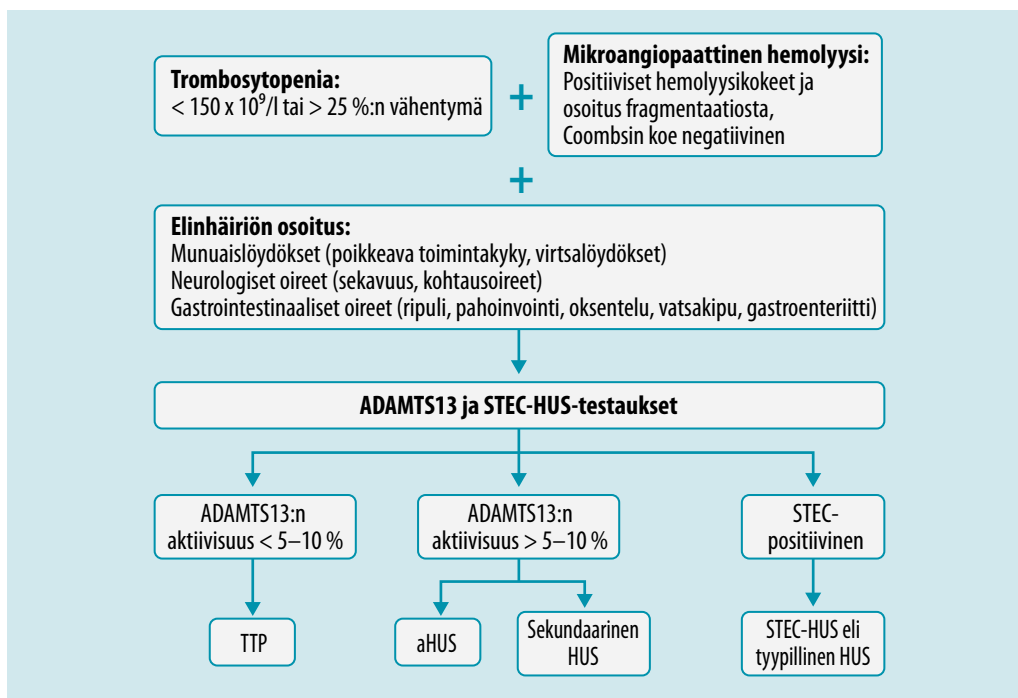 Trombosytopenia:
< 150 x 10⁹/l tai > 25 %:n vähentymä
+
Mikroangiopaattinen hemolyysi:
Positiiviset hemolyysikokeet ja
osoitus fragmentaatiosta,
Coombsin koe negatiivinen
+
Elinhäiriön osoitus:
Munuaislöydökset (poikkeava toimintakyky, virtsalöydökset)
Neurologiset oireet (sekavuus, kohtausoireet)
Gastrointestinaaliset oireet (ripuli, pahoinvointi, oksentelu, vatsakipu, gastroenteriitti)
ADAMTS13 ja STEC-HUS-testaukset
ADAMTS13:n
aktiivisuus < 5–10 %
ADAMTS13:n
aktiivisuus > 5–10 %
STEC-
positiivinen
TTP
aHUS
Sekundaarinen
HUS
STEC-HUS eli
tyypillinen HUS